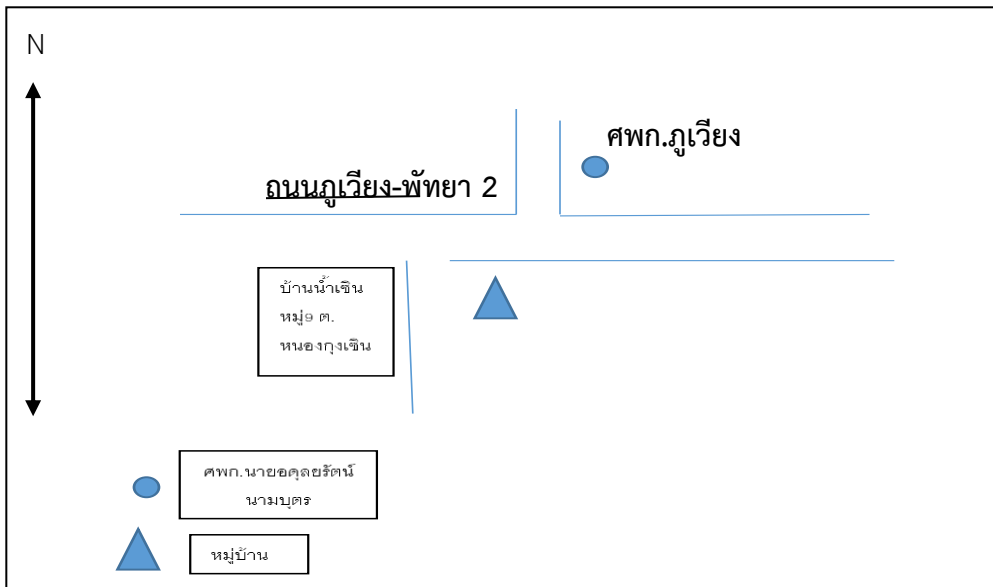 N
ศพก.ภูเวียง
ถนนภูเวียง-พัทยา 2
บ้านน้ำเซิน
หมู่๑ ต.
หนองกุงเซิน
ศพก.นายอดุลยรัตน์
นามบุตร
หมู่บ้าน